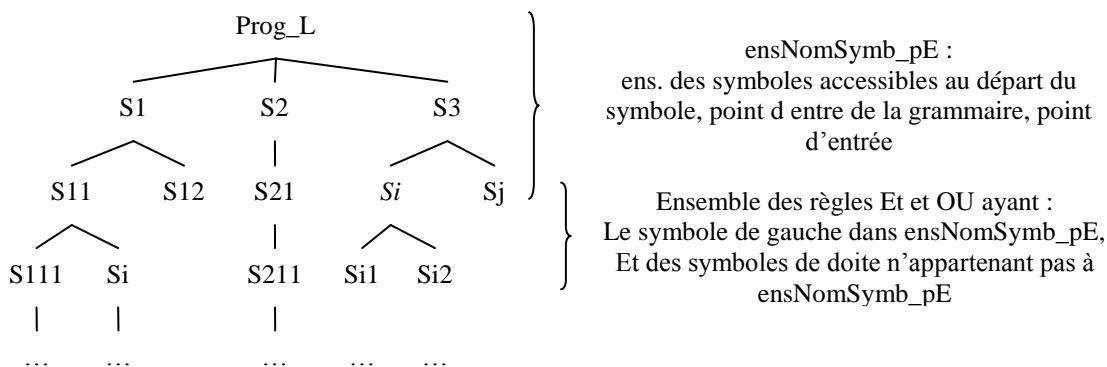 Prog_L
S1 S2 S3
S11 S12 S21 Si Sj
S111 Si S211 Si1 Si2
… … … … …
ensNomSymb_pE :
ens. des symboles accessibles au départ du
symbole, point d entre de la grammaire, point
d’entrée
Ensemble des règles Et et OU ayant :
Le symbole de gauche dans ensNomSymb_pE,
Et des symboles de doite n’appartenant pas à
ensNomSymb_pE